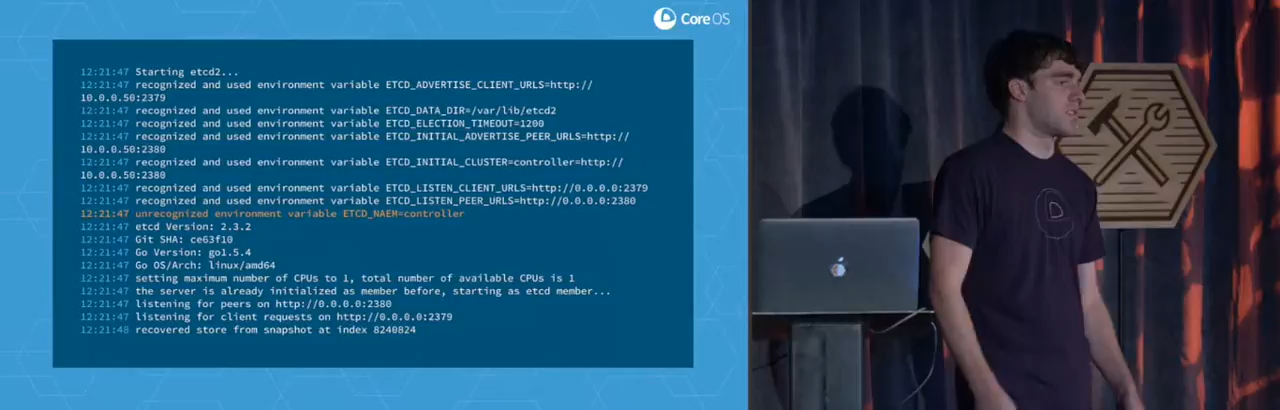 Core OS
12:21:47 Starting etcd2...
12:21:47 recognized and used environment variable ETCD_ADVERTISE_CLIENT_URLS=http://
10.0.0.50:2379
12:21:47 recognized and used environment variable ETCD_DATA_DIR=/var/lib/etcd2
12:21:47 recognized and used environment variable ETCD_ELECTION_TIMEOUT=1200
12:21:47 recognized and used environment variable ETCD_INITIAL_ADVERTISE_PEER_URLS=http://
10.0.0.50:2380
12:21:47 recognized and used environment variable ETCD_INITIAL_CLUSTER=controller=http://
10.0.0.50:2380
12:21:47 recognized and used environment variable ETCD_LISTEN_CLIENT_URLS=http://0.0.0.0:2379
12:21:47 recognized and used environment variable ETCD_LISTEN_PEER_URLS=http://0.0.0.0:2380
12:21:47 unrecognized environment variable ETCD_NAEM=controller
12:21:47 etcd Version: 2.3.2
12:21:47 Git SHA: ce63f10
12:21:47 Go Version: go1.5.4
12:21:47 Go OS/Arch: linux/amd64
12:21:47 setting maximum number of CPUs to 1, total number of available CPUs is 1
12:21:47 the server is already initialized as member before, starting as etcd member...
12:21:47 listening for peers on http://0.0.0.0:2380
12:21:47 listening for client requests on http://0.0.0.0:2379
12:21:48 recovered store from snapshot at index 8240824